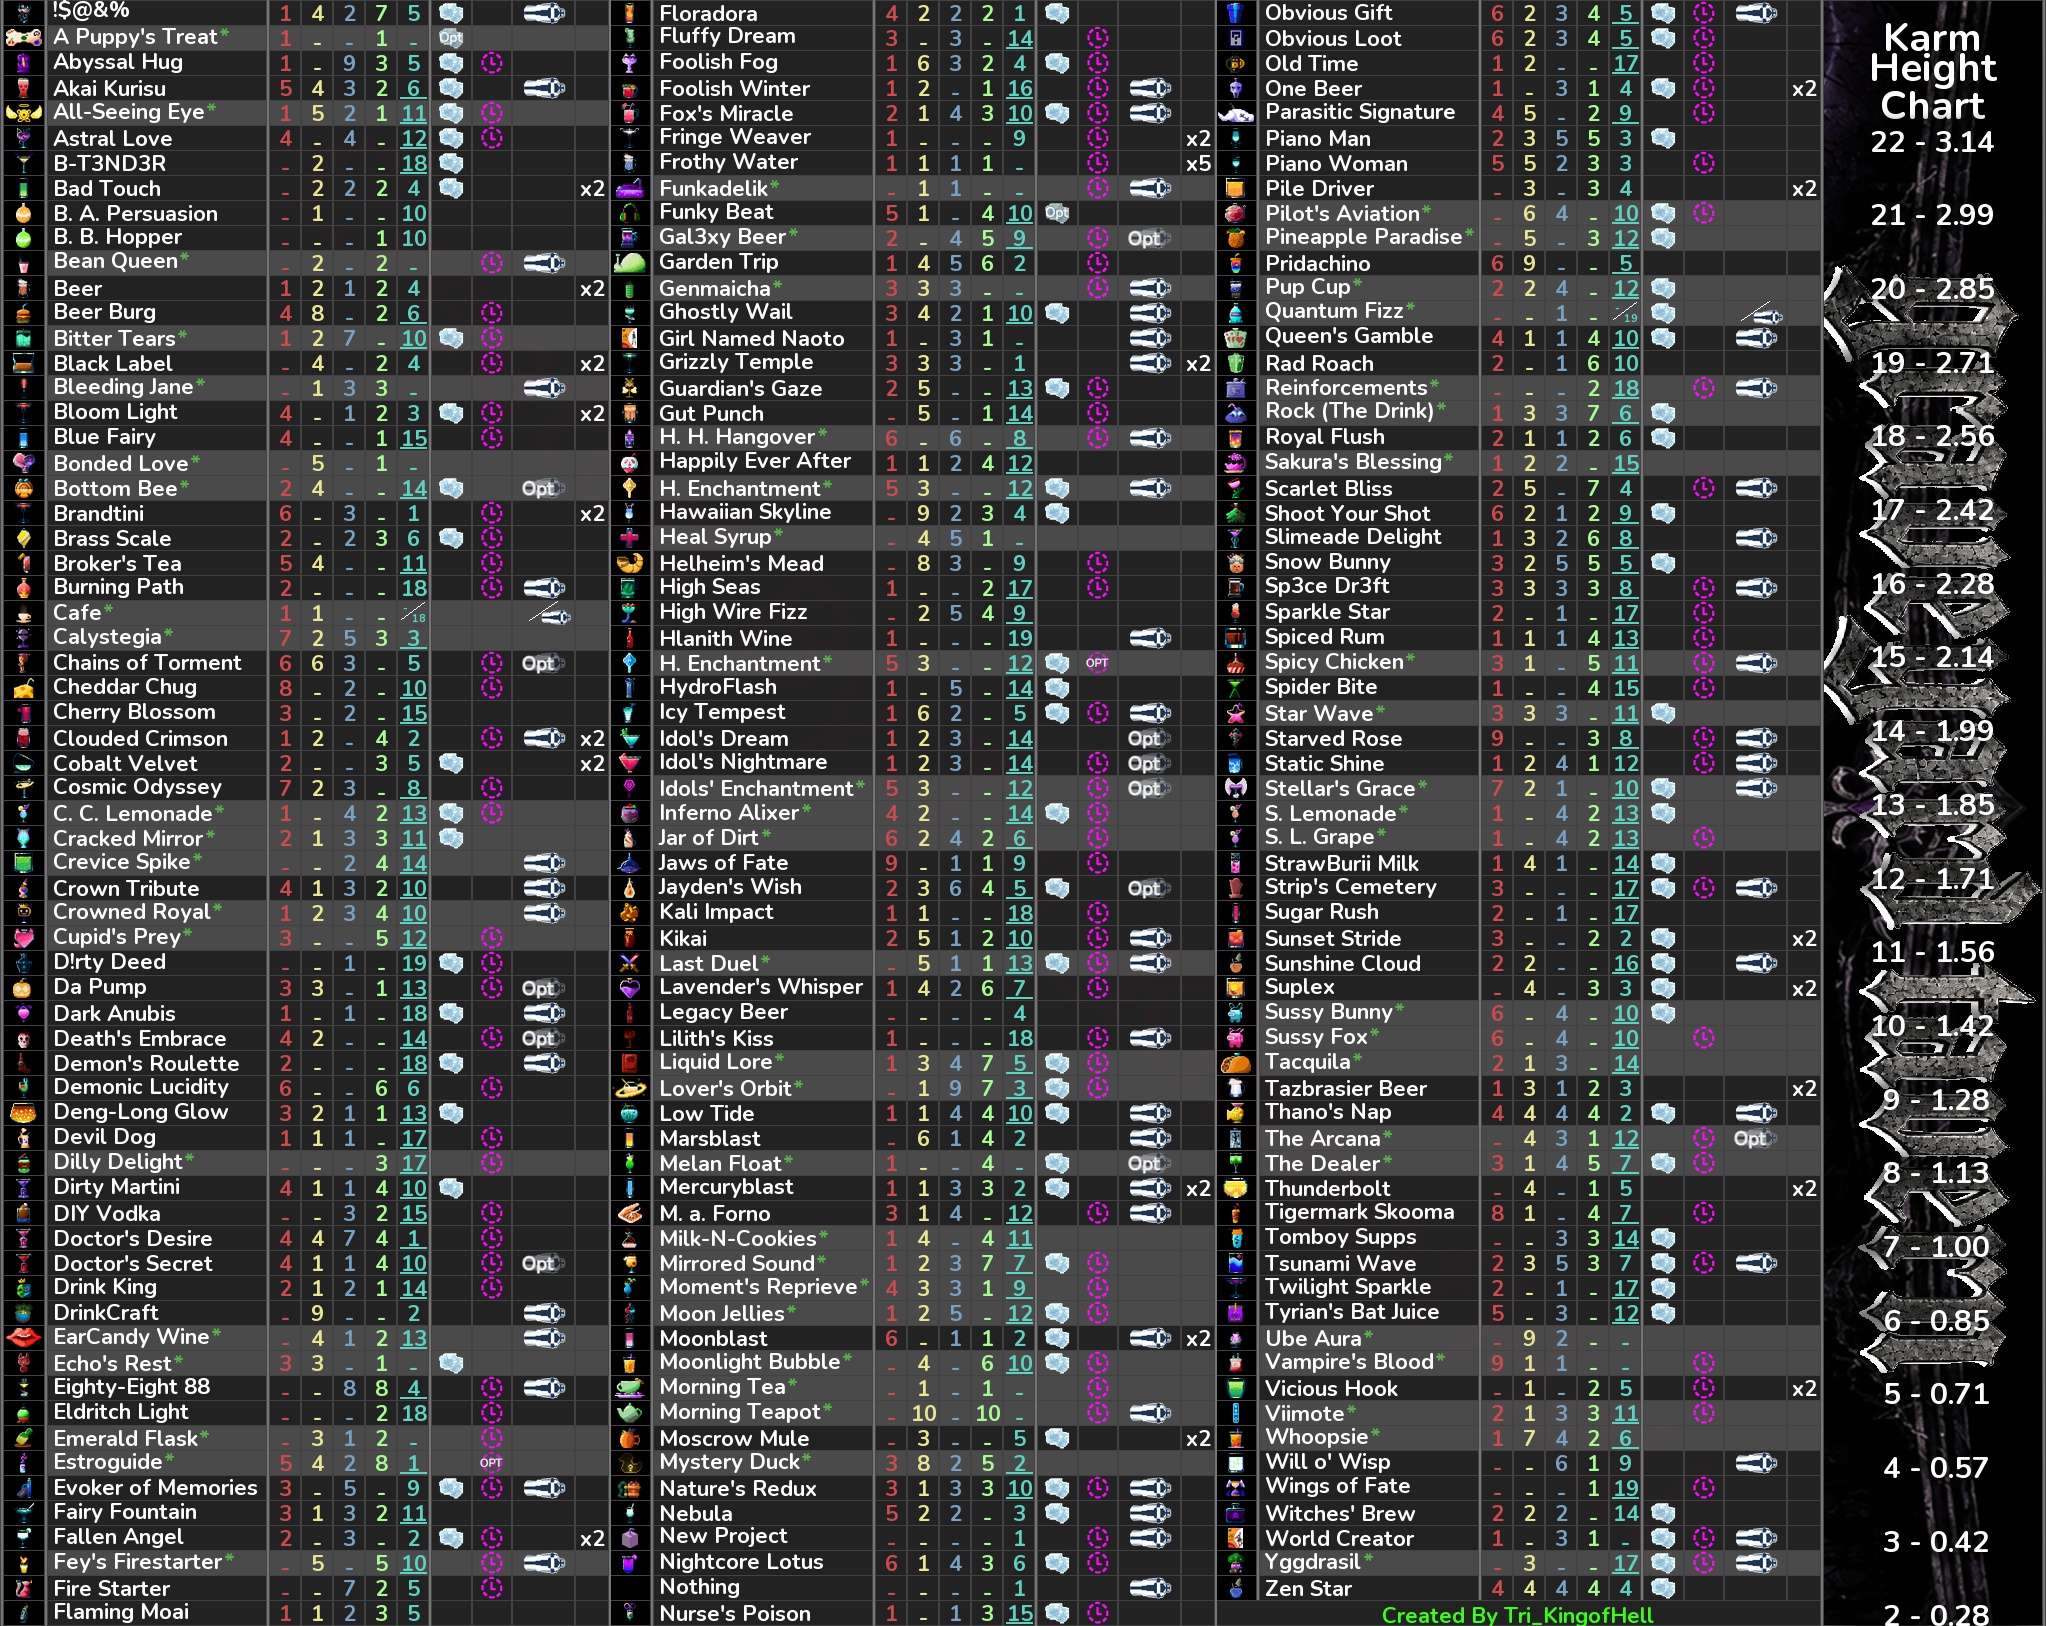 !$@&% 1 4 2 7 5
A Puppy's Treat* 1 - - 1 - Opt
Abyssal Hug 1 - 9 3 5
Akai Kurisu 5 4 3 2 6
All-Seeing Eye* 1 5 2 1 11
Astral Love 4 - 4 - 12
B-T3ND3R - 2 - - 18
Bad Touch - 2 2 2 4 x2
B. A. Persuasion - 1 - - 10
B. B. Hopper - - - 1 10
Bean Queen* - 2 - 2 -
Beer 1 2 1 2 4 x2
Beer Burg 4 8 - 2 6
Bitter Tears* 1 2 7 - 10
Black Label - 4 - 2 4 x2
Bleeding Jane* - 1 3 3 -
Bloom Light 4 - 1 2 3 x2
Blue Fairy 4 - - 1 15
Bonded Love* - 5 - 1 -
Bottom Bee* 2 4 - - 14 Opt
Brandtini 6 - 3 - 1 x2
Brass Scale 2 - 2 3 6
Broker's Tea 5 4 - - 11
Burning Path 2 - - - 18
Cafe* 1 1 - - -/18
Calystegia* 7 2 5 3 3
Chains of Torment 6 6 3 - 5 Opt
Cheddar Chug 8 - 2 - 10
Cherry Blossom 3 - 2 - 15
Clouded Crimson 1 2 - 4 2 x2
Cobalt Velvet 2 - - 3 5 x2
Cosmic Odyssey 7 2 3 - 8
C. C. Lemonade* 1 - 4 2 13
Cracked Mirror* 2 1 3 3 11
Crevice Spike* - - 2 4 14
Crown Tribute 4 1 3 2 10
Crowned Royal* 1 2 3 4 10
Cupid's Prey* 3 - - 5 12
D!rty Deed - - 1 - 19
Da Pump 3 3 - 1 13 Opt
Dark Anubis 1 - 1 - 18
Death's Embrace 4 2 - - 14 Opt
Demon's Roulette 2 - - - 18
Demonic Lucidity 6 - - 6 6
Deng-Long Glow 3 2 1 1 13
Devil Dog 1 1 1 - 17
Dilly Delight* - - - 3 17
Dirty Martini 4 1 1 4 10
DIY Vodka - - 3 2 15
Doctor's Desire 4 4 7 4 1
Doctor's Secret 4 1 1 4 10 Opt
Drink King 2 1 2 1 14
DrinkCraft - 9 - - 2
EarCandy Wine* - 4 1 2 13
Echo's Rest* 3 3 - 1 -
Eighty-Eight 88 - - 8 8 4
Eldritch Light - - - 2 18
Emerald Flask* - 3 1 2 -
Estroguide* 5 4 2 8 1 OPT
Evoker of Memories 3 - 5 - 9
Fairy Fountain 3 1 3 2 11
Fallen Angel 2 - 3 - 2 x2
Fey's Firestarter* - 5 - 5 10
Fire Starter - - 7 2 5
Flaming Moai 1 1 2 3 5
Floradora 4 2 2 2 1
Fluffy Dream 3 - 3 - 14
Foolish Fog 1 6 3 2 4
Foolish Winter 1 2 - 1 16
Fox's Miracle 2 1 4 3 10
Fringe Weaver 1 - - - 9 x2
Frothy Water 1 1 1 1 - x5
Funkadelik* - 1 1 - -
Funky Beat 5 1 - 4 10 Opt
Gal3xy Beer* 2 - 4 5 9 Opt
Garden Trip 1 4 5 6 2
Genmaicha* 3 3 3 - -
Ghostly Wail 3 4 2 1 10
Girl Named Naoto 1 - 3 1 -
Grizzly Temple 3 3 3 - 1 x2
Guardian's Gaze 2 5 - - 13
Gut Punch - 5 - 1 14
H. H. Hangover* 6 - 6 - 8
Happily Ever After 1 1 2 4 12
H. Enchantment* 5 3 - - 12
Hawaiian Skyline - 9 2 3 4
Heal Syrup* - 4 5 1 -
Helheim's Mead - 8 3 - 9
High Seas 1 - - 2 17
High Wire Fizz - 2 5 4 9
Hlanith Wine 1 - - - 19
H. Enchantment* 5 3 - - 12 OPT
HydroFlash 1 - 5 - 14
Icy Tempest 1 6 2 - 5
Idol's Dream 1 2 3 - 14 Opt
Idol's Nightmare 1 2 3 - 14 Opt
Idols' Enchantment* 5 3 - - 12 Opt
Inferno Alixer* 4 2 - - 14
Jar of Dirt* 6 2 4 2 6
Jaws of Fate 9 - 1 1 9
Jayden's Wish 2 3 6 4 5 Opt
Kali Impact 1 1 - - 18
Kikai 2 5 1 2 10
Last Duel* - 5 1 1 13
Lavender's Whisper 1 4 2 6 7
Legacy Beer - - - - 4
Lilith's Kiss 1 - - - 18
Liquid Lore* 1 3 4 7 5
Lover's Orbit* - 1 9 7 3
Low Tide 1 1 4 4 10
Marsblast - 6 1 4 2
Melan Float* 1 - - 4 - Opt
Mercuryblast 1 1 3 3 2 x2
M. a. Forno 3 1 4 - 12
Milk-N-Cookies* 1 4 - 4 11
Mirrored Sound* 1 2 3 7 7
Moment's Reprieve* 4 3 3 1 9
Moon Jellies* 1 2 5 - 12
Moonblast 6 - 1 1 2 x2
Moonlight Bubble* - 4 - 6 10
Morning Tea* - 1 - 1 -
Morning Teapot* - 10 - 10 -
Moscrow Mule - 3 - - 5 x2
Mystery Duck* 3 8 2 5 2
Nature's Redux 3 1 3 3 10
Nebula 5 2 2 - 3
New Project - - - - 1
Nightcore Lotus 6 1 4 3 6
Nothing - - - - 1
Nurse's Poison 1 - 1 3 15
Obvious Gift 6 2 3 4 5
Obvious Loot 6 2 3 4 5
Old Time 1 2 - - 17
One Beer 1 - 3 1 4 x2
Parasitic Signature 4 5 - 2 9
Piano Man 2 3 5 5 3
Piano Woman 5 5 2 3 3
Pile Driver - 3 - 3 4 x2
Pilot's Aviation* - 6 4 - 10
Pineapple Paradise* - 5 - 3 12
Pridachino 6 9 - - 5
Pup Cup* 2 2 4 - 12
Quantum Fizz* - - 1 - -/19
Queen's Gamble 4 1 1 4 10
Rad Roach 2 - 1 6 10
Reinforcements* - - - 2 18
Rock (The Drink)* 1 3 3 7 6
Royal Flush 2 1 1 2 6
Sakura's Blessing* 1 2 2 - 15
Scarlet Bliss 2 5 - 7 4
Shoot Your Shot 6 2 1 2 9
Slimeade Delight 1 3 2 6 8
Snow Bunny 3 2 5 5 5
Sp3ce Dr3ft 3 3 3 3 8
Sparkle Star 2 - 1 - 17
Spiced Rum 1 1 1 4 13
Spicy Chicken* 3 1 - 5 11
Spider Bite 1 - - 4 15
Star Wave* 3 3 3 - 11
Starved Rose 9 - - 3 8
Static Shine 1 2 4 1 12
Stellar's Grace* 7 2 1 - 10
S. Lemonade* 1 - 4 2 13
S. L. Grape* 1 - 4 2 13
StrawBurii Milk 1 4 1 - 14
Strip's Cemetery 3 - - - 17
Sugar Rush 2 - 1 - 17
Sunset Stride 3 - - 2 2 x2
Sunshine Cloud 2 2 - - 16
Suplex - 4 - 3 3 x2
Sussy Bunny* 6 - 4 - 10
Sussy Fox* 6 - 4 - 10
Tacquila* 2 1 3 - 14
Tazbrasier Beer 1 3 1 2 3 x2
Thano's Nap 4 4 4 4 2
The Arcana* - 4 3 1 12 Opt
The Dealer* 3 1 4 5 7
Thunderbolt - 4 - 1 5 x2
Tigermark Skooma 8 1 - 4 7
Tomboy Supps - - 3 3 14
Tsunami Wave 2 3 5 3 7
Twilight Sparkle 2 - 1 - 17
Tyrian's Bat Juice 5 - 3 - 12
Ube Aura* - 9 2 - -
Vampire's Blood* 9 1 1 - -
Vicious Hook - 1 - 2 5 x2
Viimote* 2 1 3 3 11
Whoopsie* 1 7 4 2 6
Will o' Wisp - - 6 1 9
Wings of Fate - - - 1 19
Witches' Brew 2 2 2 - 14
World Creator 1 - 3 1 -
Yggdrasil* - 3 - - 17
Zen Star 4 4 4 4 4
Created By Tri_KingofHell
Karm
Height
Chart
22 - 3.14
21 - 2.99
20 - 2.85
19 - 2.71
18 - 2.56
17 - 2.42
16 - 2.28
15 - 2.14
14 - 1.99
13 - 1.85
12 - 1.71
11 - 1.56
10 - 1.42
9 - 1.28
8 - 1.13
7 - 1.00
6 - 0.85
5 - 0.71
4 - 0.57
3 - 0.42
2 - 0.28